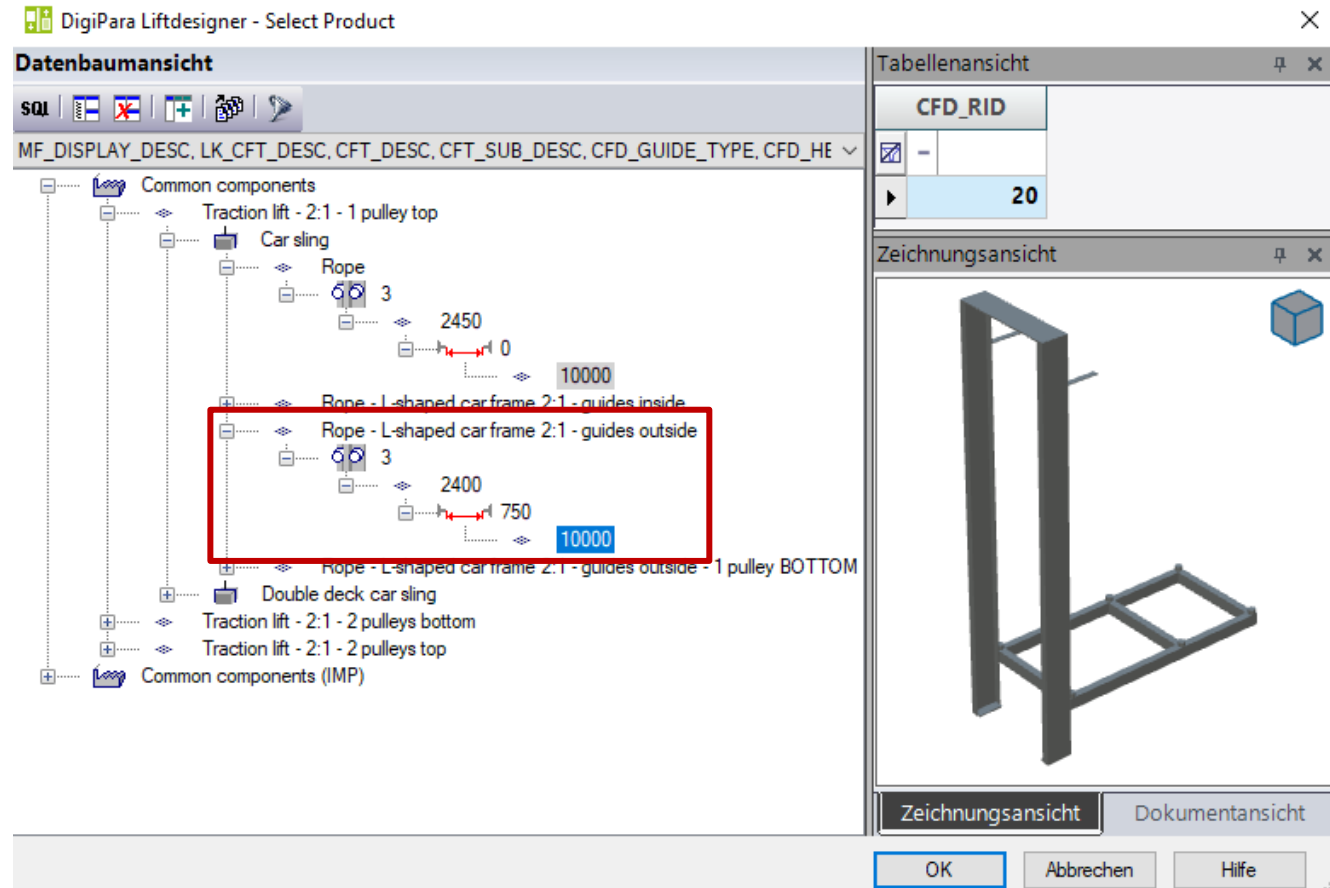 DigiPara Liftdesigner - Select Product
Datenbaumansicht
SQL
MF_DISPLAY_DESC, LK_CFT_DESC, CFT_DESC, CFT_SUB_DESC, CFD_GUIDE_TYPE, CFD_HE
Common components
Traction lift - 2:1 - 1 pulley top
Car sling
Rope
3
2450
0
10000
Rope - L-shaped car frame 2:1 - guides inside
Rope - L-shaped car frame 2:1 - guides outside
3
2400
750
10000
Rope - L-shaped car frame 2:1 - guides outside - 1 pulley BOTTOM
Double deck car sling
Traction lift - 2:1 - 2 pulleys bottom
Traction lift - 2:1 - 2 pulleys top
Common components (IMP)
Tabellenansicht
CFD_RID
20
Zeichnungsansicht
Zeichnungsansicht
Dokumentansicht
OK
Abbrechen
Hilfe